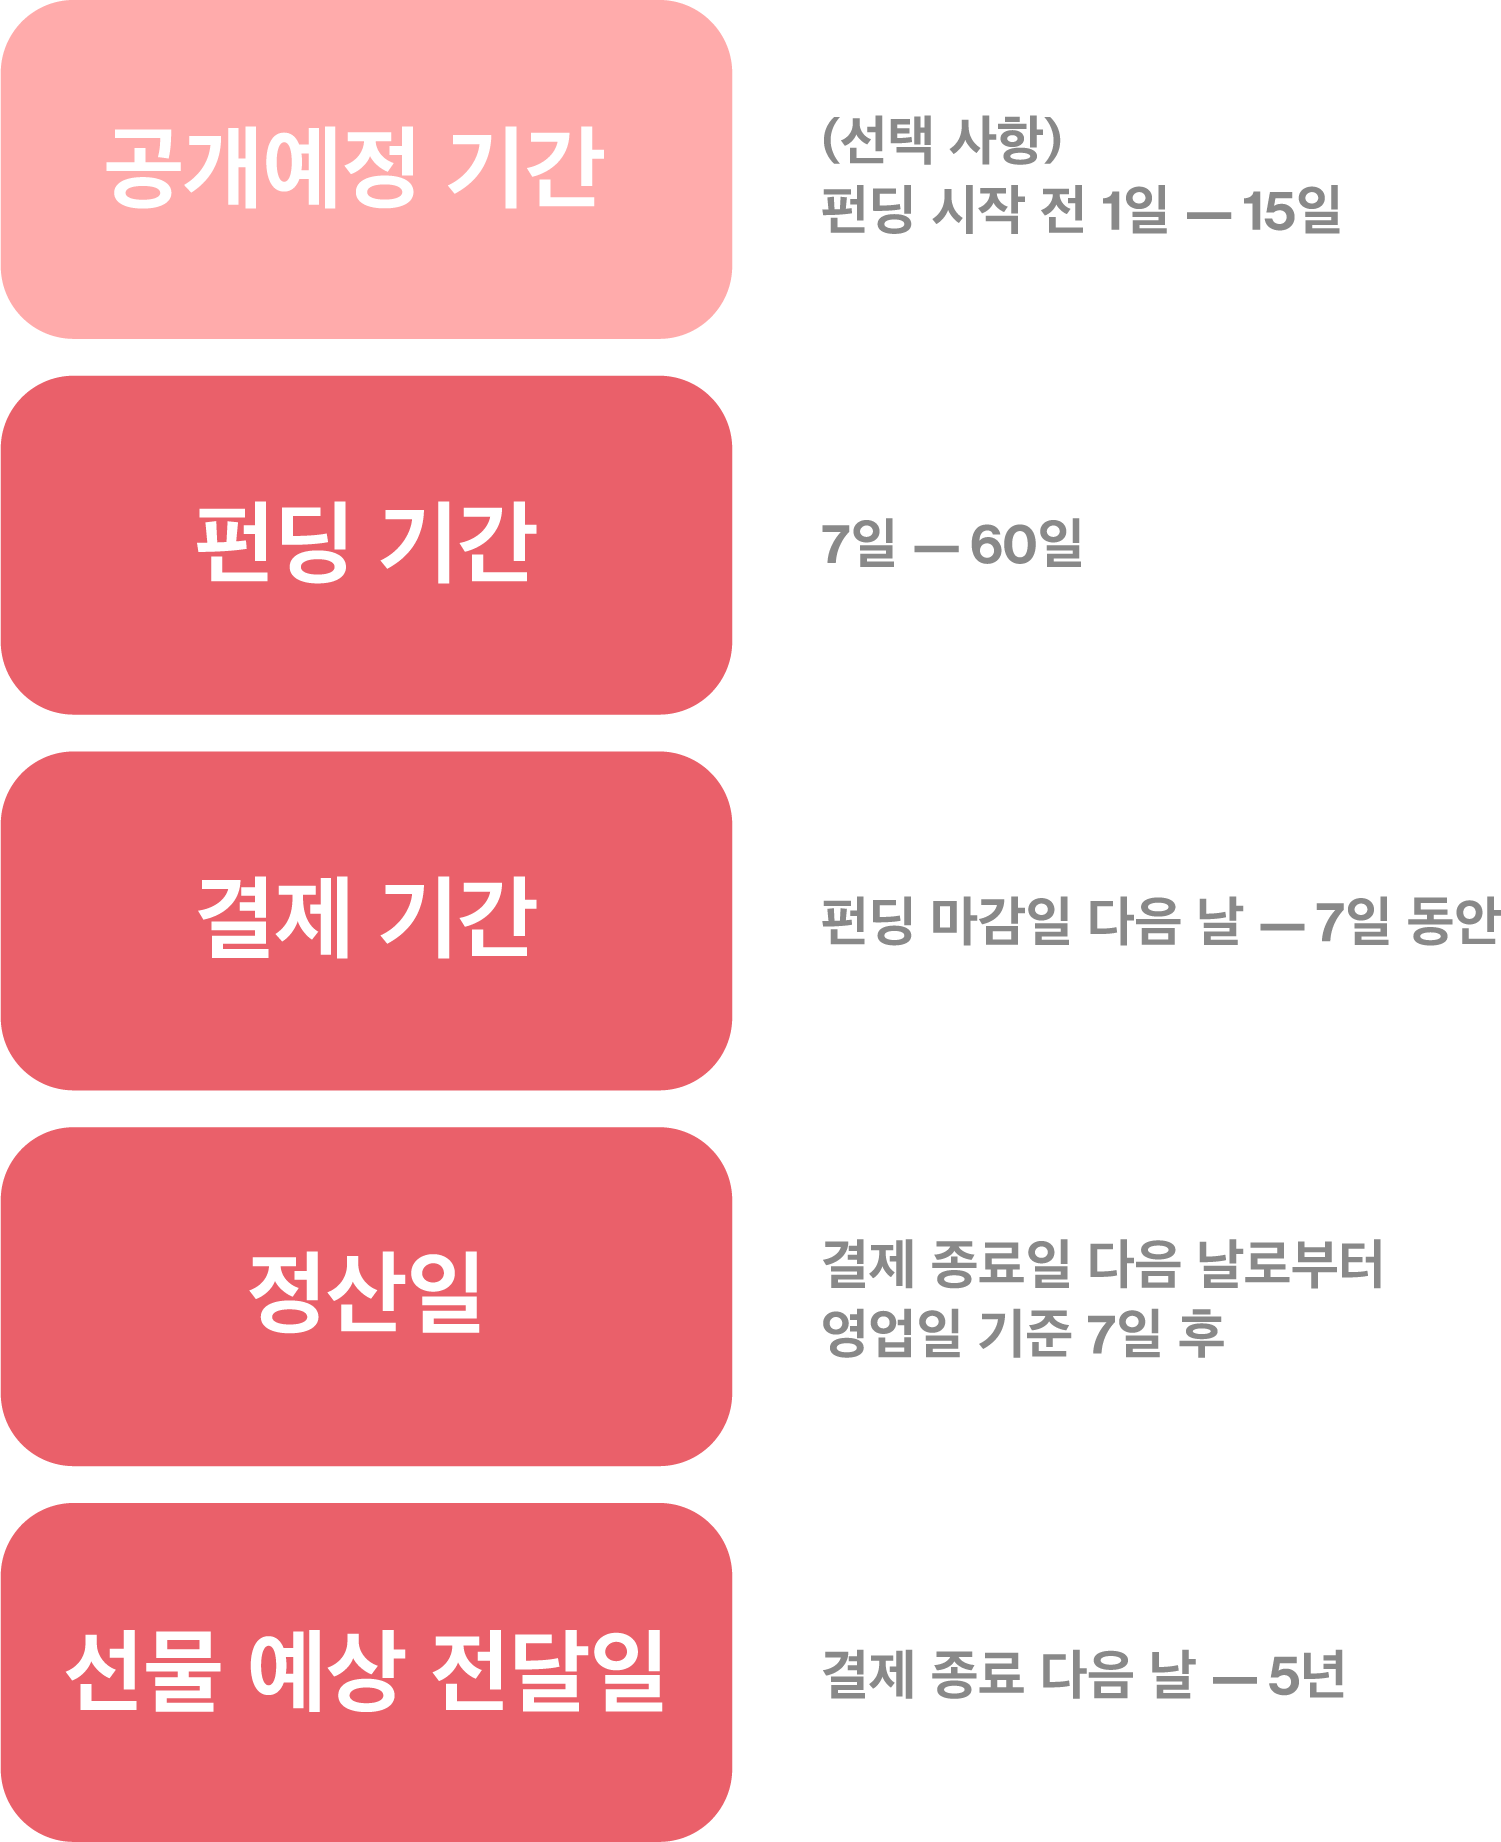 공개예정 기간
(선택 사항)
펀딩 시작 전 1일 — 15일
펀딩 기간
7일 — 60일
결제 기간
펀딩 마감일 다음 날 — 7일 동안
정산일
결제 종료일 다음 날로부터
영업일 기준 7일 후
선물 예상 전달일
결제 종료 다음 날 — 5년